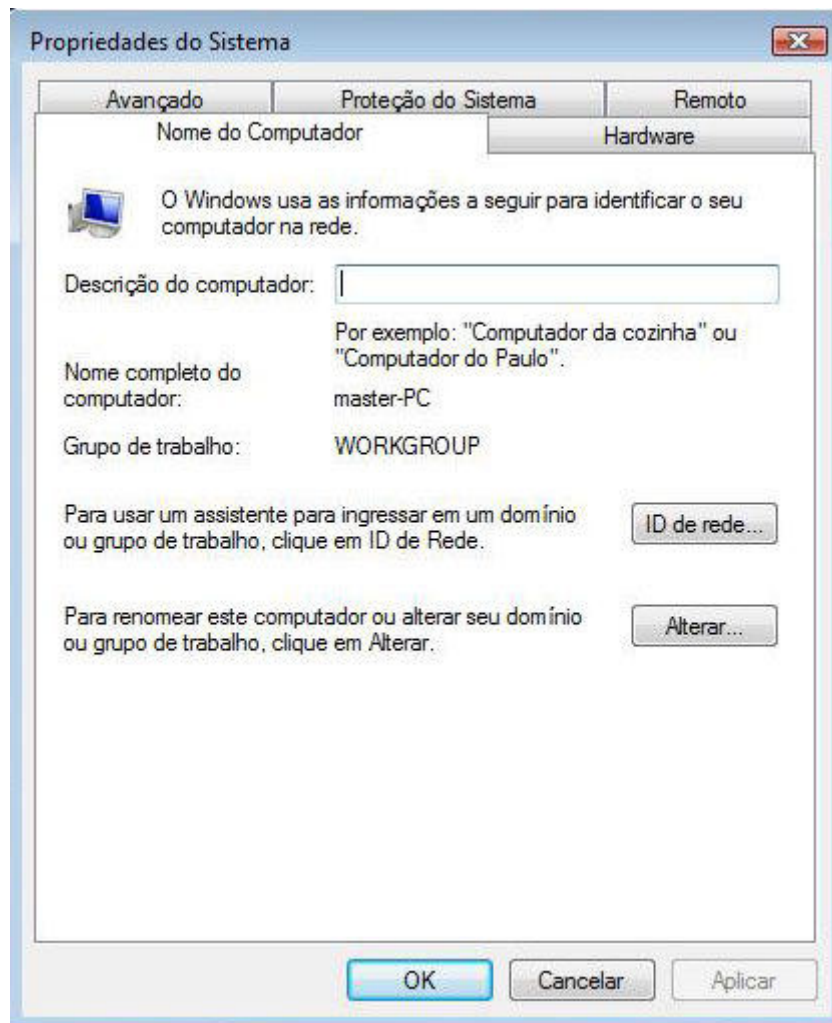 Propriedades do Sistema
Avançado
Proteção do Sistema
Remoto
Nome do Computador
Hardware
O Windows usa as informações a seguir para identificar o seu
computador na rede.
Descrição do computador:
Por exemplo: "Computador da cozinha" ou
"Computador do Paulo".
Nome completo do
computador:
master-PC
Grupo de trabalho:
WORKGROUP
Para usar um assistente para ingressar em um domínio
ou grupo de trabalho, clique em ID de Rede.
ID de rede...
Para renomear este computador ou alterar seu domínio
ou grupo de trabalho, clique em Alterar.
Alterar...
OK
Cancelar
Aplicar